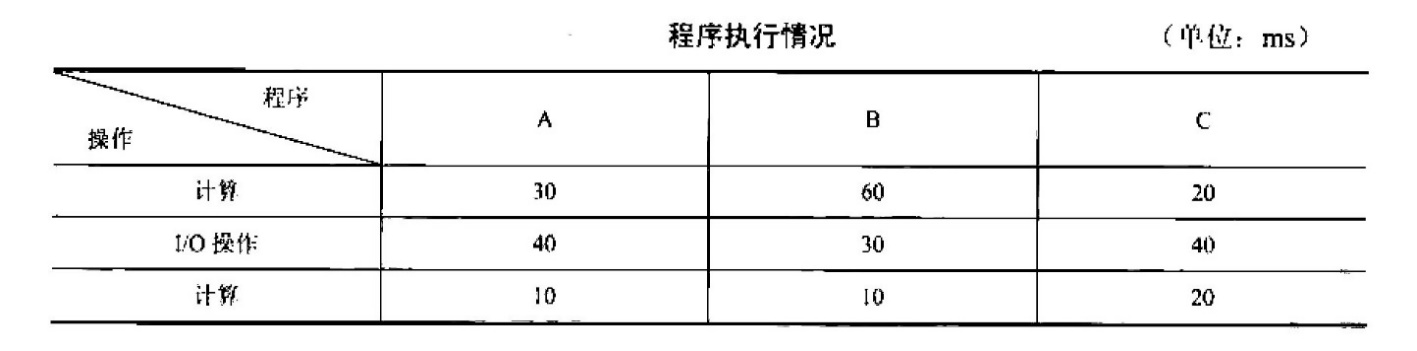 程序执行情况 （单位：ms）
程序
操作 A B C
计算 30 60 20
I/O 操作 40 30 40
计算 10 10 20